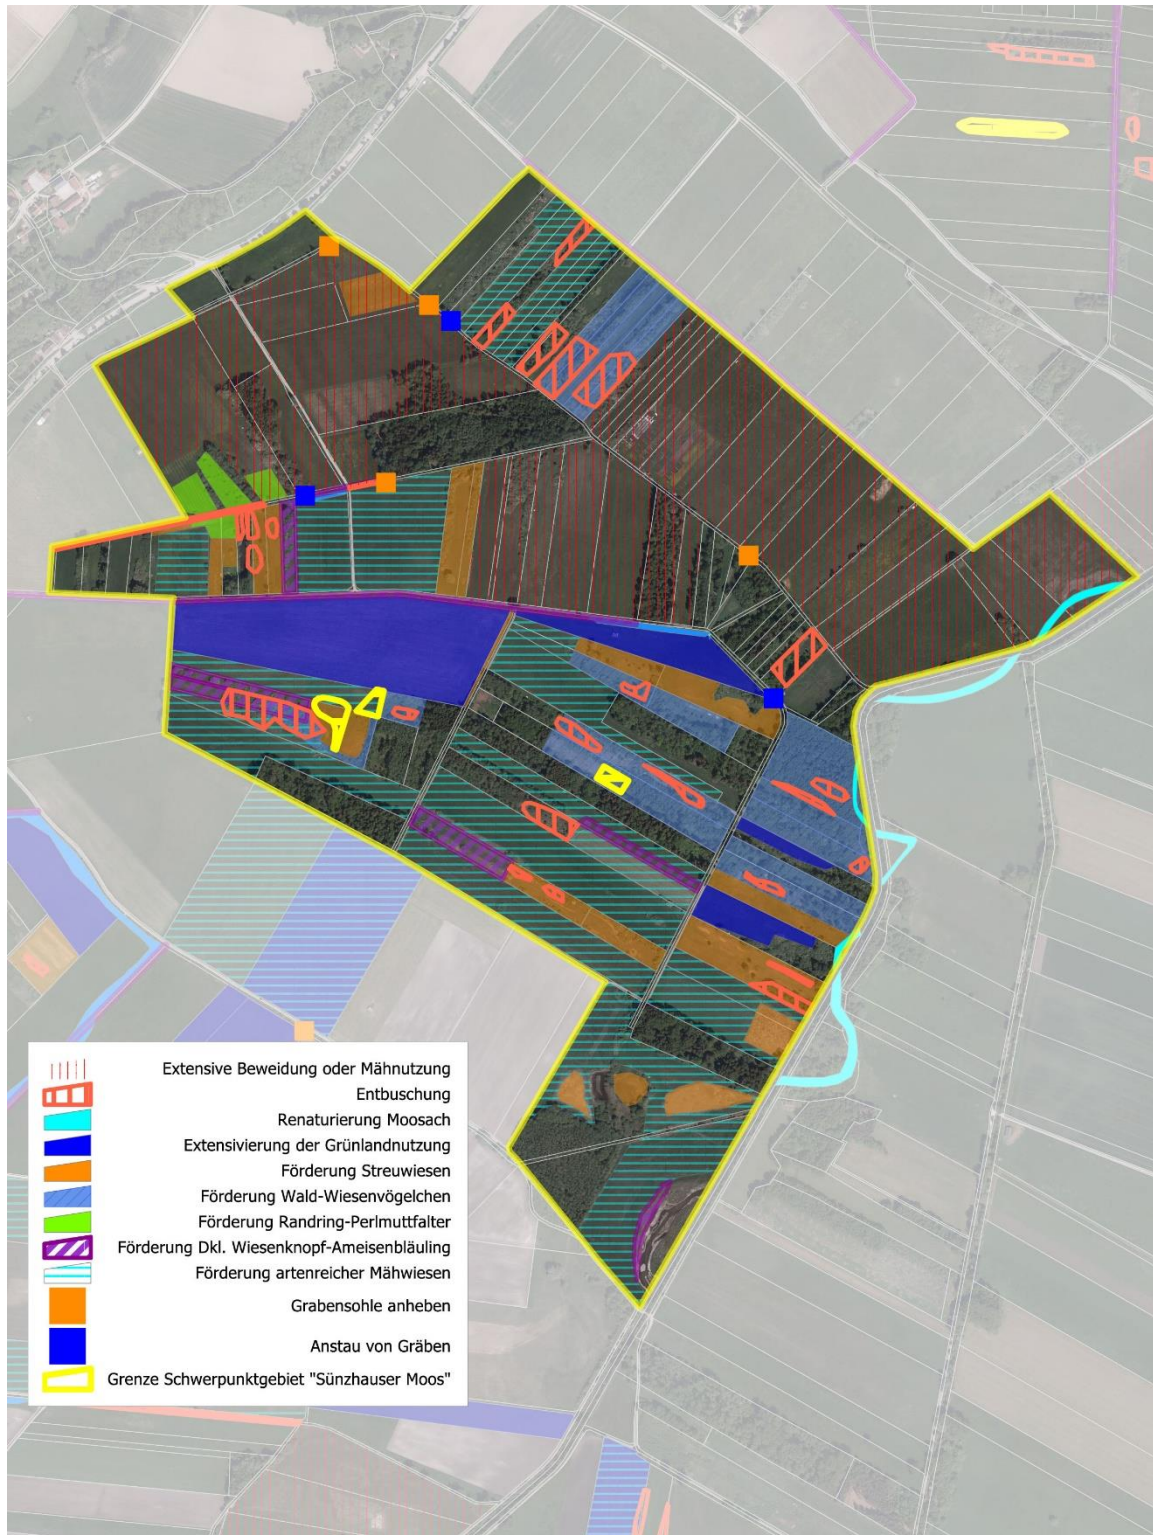 Extensive Beweidung oder Mähnutzung
Entbuschung
Renaturierung Moosach
Extensivierung der Grünlandnutzung
Förderung Streuwiesen
Förderung Wald-Wiesenvögelchen
Förderung Randring-Perlmuttfalter
Förderung Dkl. Wiesenknopf-Ameisenbläuling
Förderung artenreicher Mähwiesen
Grabensohle anheben
Anstau von Gräben
Grenze Schwerpunktgebiet "Sünzhauser Moos"